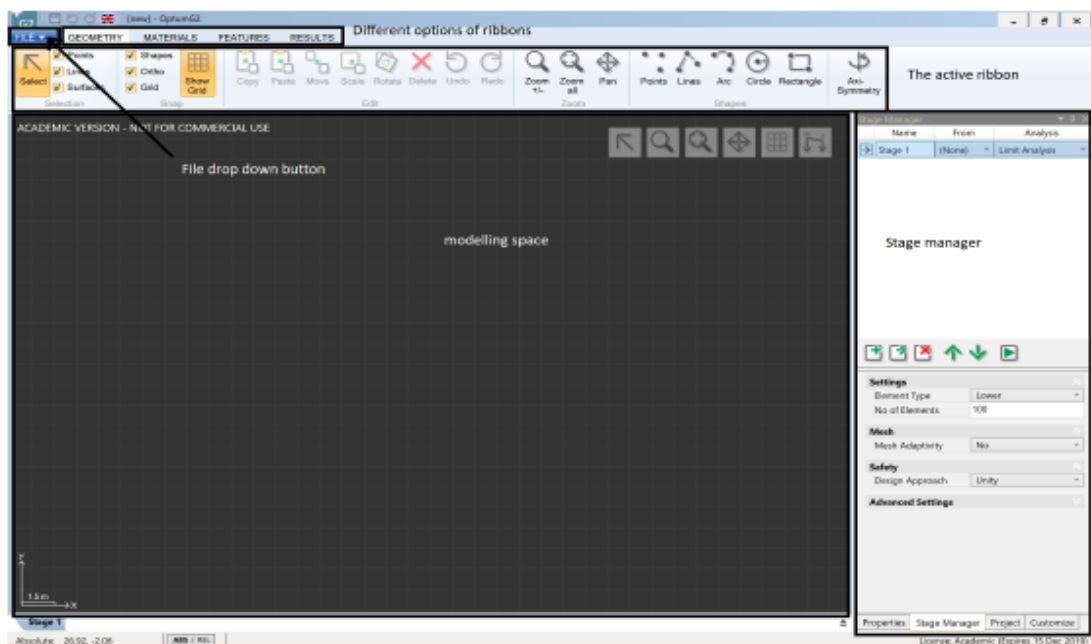 (new) - OptumG2
FILE
GEOMETRY MATERIALS FEATURES RESULTS
Different options of ribbons
Select
Points
Lines
Surfaces
Selection
Shapes
Ortho
Grid
Show Grid
Snap
Copy Paste Move Scale Rotate Delete Undo Redo
Edit
Zoom +/- Zoom all Pan
Zoom
Points Lines Arc Circle Rectangle
Shapes
Axi-Symmetry
The active ribbon
ACADEMIC VERSION - NOT FOR COMMERCIAL USE
File drop down button
modelling space
Stage Manager
Name From Analysis
Stage 1 (None) Limit Analysis
Stage manager
Settings
Element Type Lower
No of Elements 100
Mesh
Mesh Adaptivity No
Safety
Design Approach Unity
Advanced Settings
Y
1.5 m
X
Stage 1
Properties Stage Manager Project Customize
Absolute: 26.92, -2.06 ABS / REL
License: Academic (Expires 15 Dec 2019)